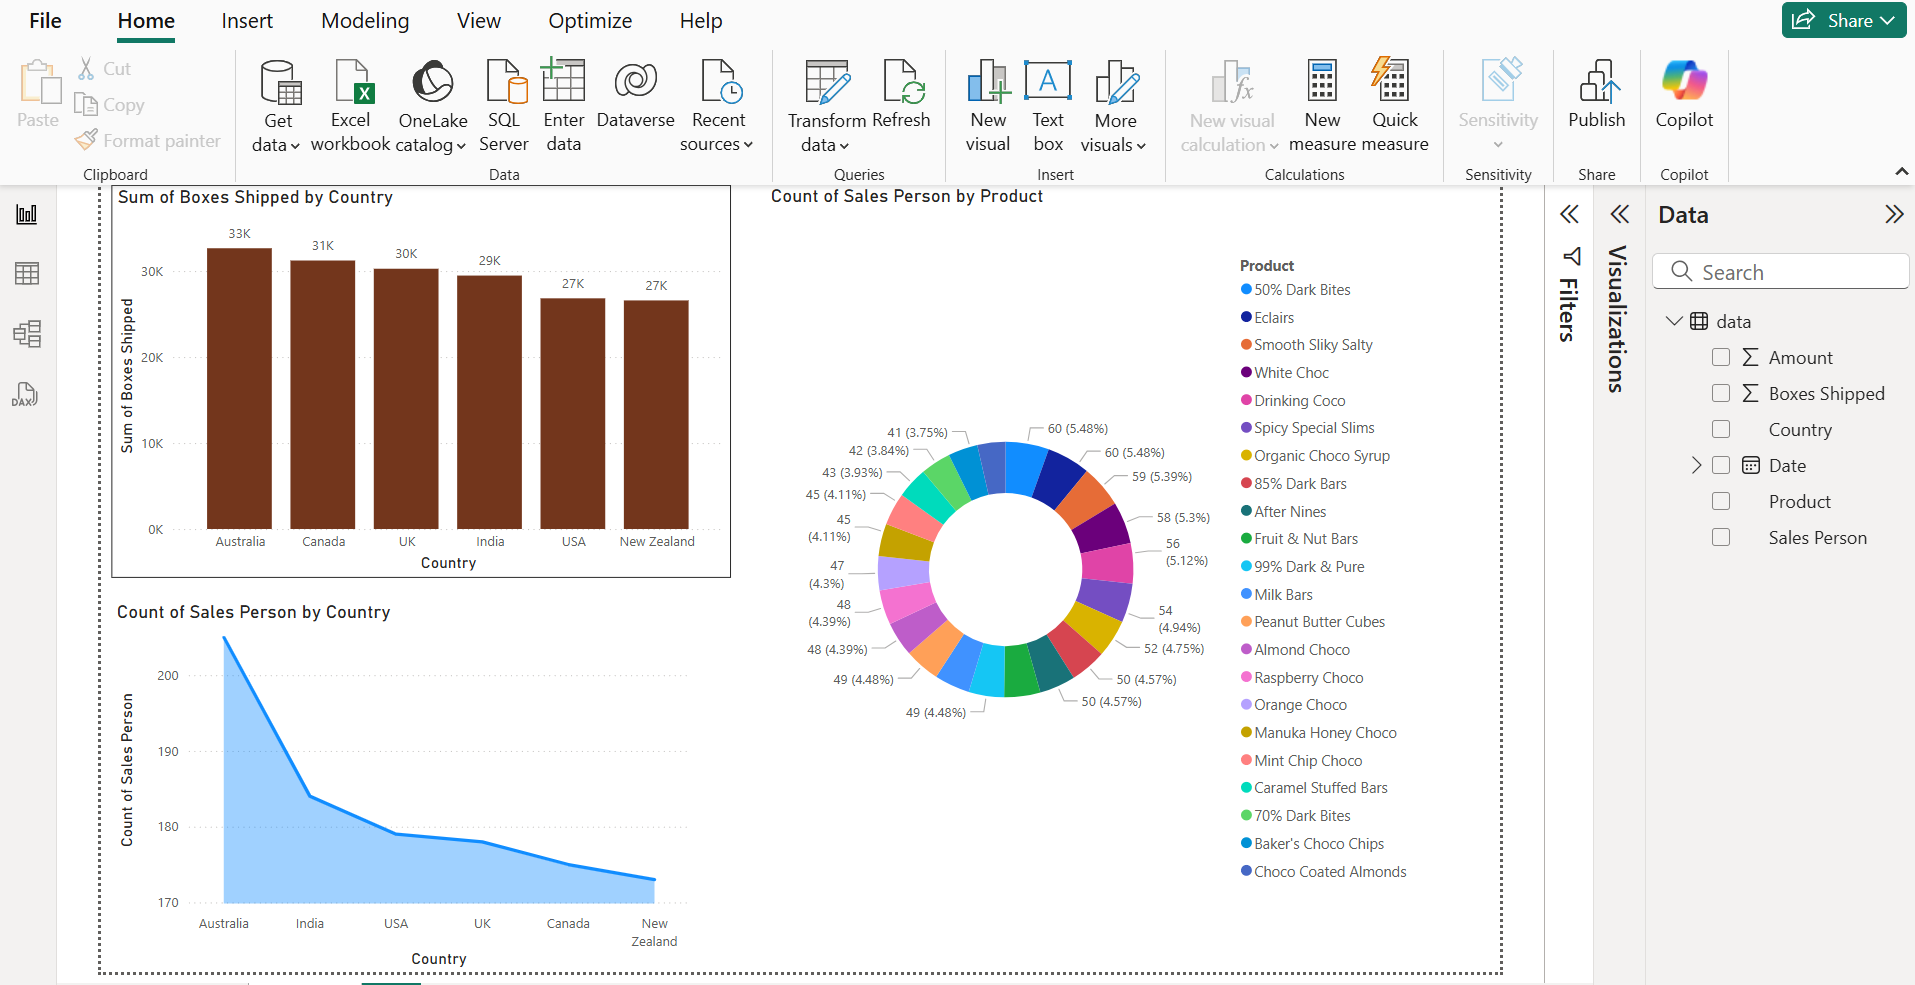 File Home Insert Modeling View Optimize Help Share
Paste
Cut
Copy
Format painter
Clipboard
Get data
Excel workbook
OneLake catalog
SQL Server
Enter data
Dataverse
Recent sources
Data
Transform data
Refresh
Queries
New visual
Text box
More visuals
Insert
New visual calculation
New measure
Quick measure
Calculations
Sensitivity
Sensitivity
Publish
Share
Copilot
Copilot
DAX
Sum of Boxes Shipped by Country
Sum of Boxes Shipped
30K
20K
10K
0K
33K
31K
30K
29K
27K
27K
Australia
Canada
UK
India
USA
New Zealand
Country
Count of Sales Person by Country
Count of Sales Person
200
190
180
170
Australia
India
USA
UK
Canada
New
Zealand
Country
Count of Sales Person by Product
60 (5.48%)
60 (5.48%)
59 (5.39%)
58 (5.3%)
56
(5.12%)
54
(4.94%)
52 (4.75%)
50 (4.57%)
50 (4.57%)
49 (4.48%)
49 (4.48%)
48 (4.39%)
48
(4.39%)
47
(4.3%)
45
(4.11%)
45 (4.11%)
43 (3.93%)
42 (3.84%)
41 (3.75%)
Product
50% Dark Bites
Eclairs
Smooth Sliky Salty
White Choc
Drinking Coco
Spicy Special Slims
Organic Choco Syrup
85% Dark Bars
After Nines
Fruit & Nut Bars
99% Dark & Pure
Milk Bars
Peanut Butter Cubes
Almond Choco
Raspberry Choco
Orange Choco
Manuka Honey Choco
Mint Chip Choco
Caramel Stuffed Bars
70% Dark Bites
Baker's Choco Chips
Choco Coated Almonds
Filters
Visualizations
Data
Search
data
Amount
Boxes Shipped
Country
Date
Product
Sales Person